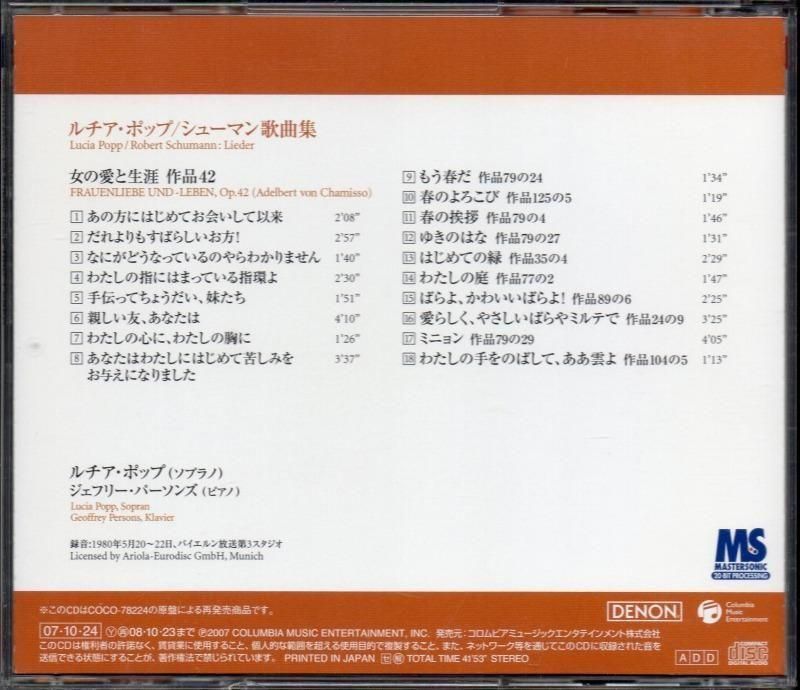 ルチア・ポップ/シューマン歌曲集
Lucia Popp / Robert Schumann : Lieder
女の愛と生涯 作品42
FRAUENLIEBE UND -LEBEN, Op.42 (Adelbert von Chamisso)
1 あの方にはじめてお会いして以来 2'08"
2 だれよりもすばらしいお方! 2'57"
3 なにがどうなっているのやらわかりません 1'40"
4 わたしの指にはまっている指環よ 2'30"
5 手伝ってちょうだい、妹たち 1'51"
6 親しい友、あなたは 4'10"
7 わたしの心に、わたしの胸に 1'26"
8 あなたはわたしにはじめて苦しみを
お与えになりました 3'37"
9 もう春だ 作品79の24 1'34"
10 春のよろこび 作品125の5 1'19"
11 春の挨拶 作品79の4 1'46"
12 ゆきのはな 作品79の27 1'31"
13 はじめての緑 作品35の4 2'29"
14 わたしの庭 作品77の2 1'47"
15 ばらよ、かわいいばらよ! 作品89の6 2'25"
16 愛らしく、やさしいばらやミルテで 作品24の9 3'25"
17 ミニョン 作品79の29 4'05"
18 わたしの手をのばして、ああ雲よ 作品104の5 1'13"
ルチア・ポップ (ソプラノ)
ジェフリー・パーソンズ (ピアノ)
Lucia Popp, Sopran
Geoffrey Persons, Klavier
録音:1980年5月20～22日、バイエルン放送第3スタジオ
Licensed by Ariola-Eurodisc GmbH, Munich
MS
MASTERSONIC
20-BIT PROCESSING
※このCDはCOCO-78224の原盤による再発売商品です。
DENON
Columbia
Music
Entertainment
07・10・24 Ⓨ 再 08・10・23まで ℗2007 COLUMBIA MUSIC ENTERTAINMENT, INC. 発売元:コロムビアミュージックエンタテインメント株式会社
このCDは権利者の許諾なく、賃貸業に使用すること、個人的な範囲を超える使用目的で複製すること、ネットワーク等を通じてこのCDに収録された音を
送信できる状態にすることが、著作権法で禁じられています。 PRINTED IN JAPAN TOTAL TIME 41'53" STEREO
ADD
COMPACT
disc
DIGITAL AUDIO